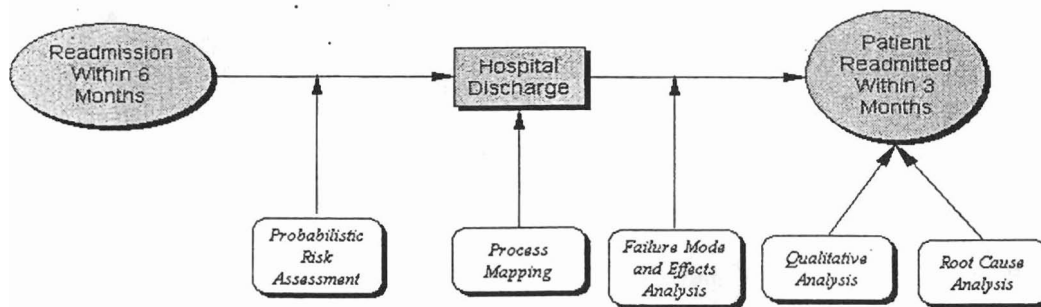 Readmission
Within 6
Months
Hospital
Discharge
Patient
Readmitted
Within 3
Months
Probabilistic
Risk
Assessment
Process
Mapping
Failure Mode
and Effects
Analysis
Qualitative
Analysis
Root Cause
Analysis